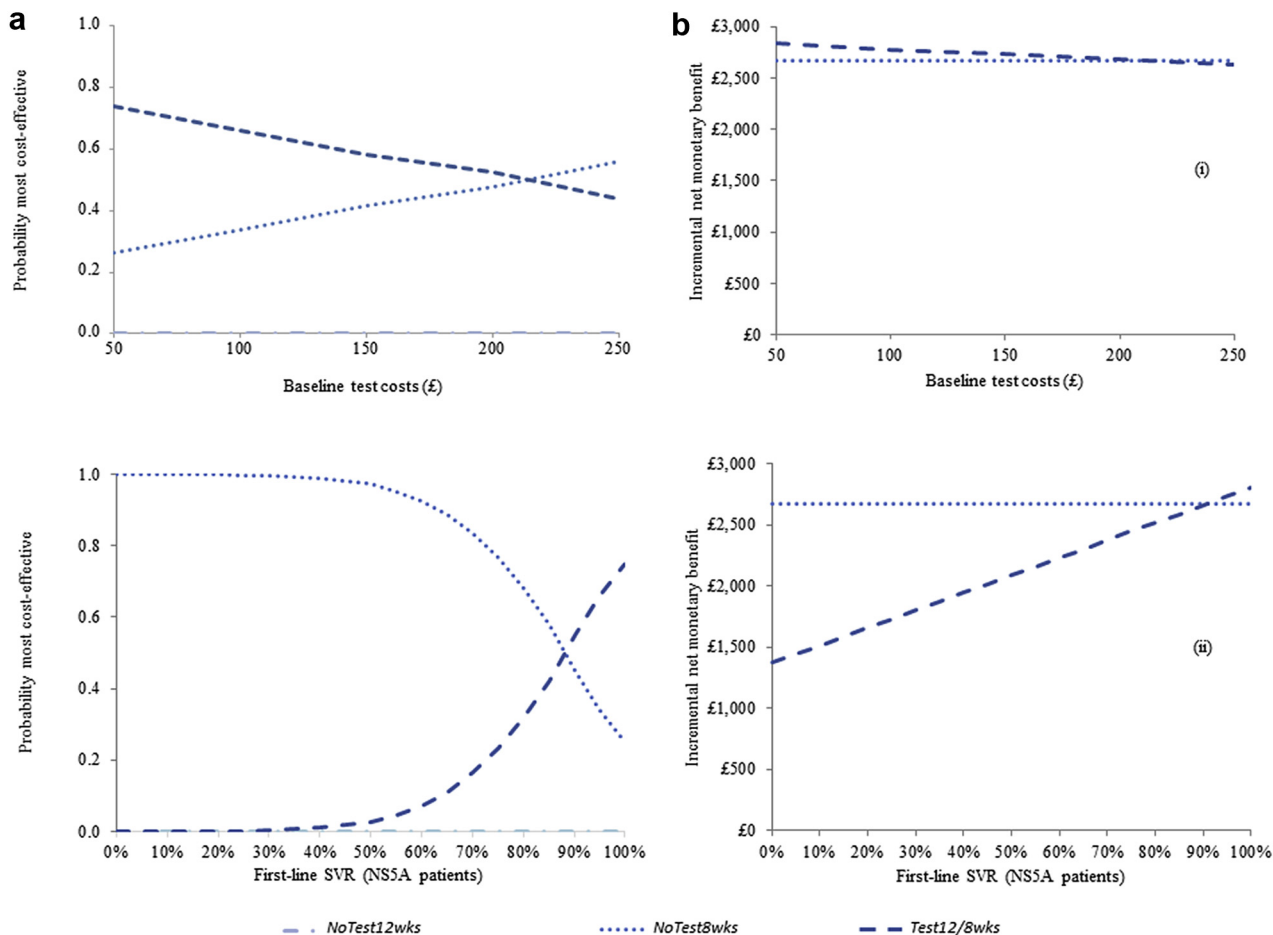 a
1.0
0.8
0.6
0.4
0.2
0.0
Probability most cost-effective
50 100 150 200 250
Baseline test costs (£)
b
£3,000
£2,500
£2,000
£1,500
£1,000
£500
£0
Incremental net monetary benefit
(i)
50 100 150 200 250
Baseline test costs (£)
1.0
0.8
0.6
0.4
0.2
0.0
Probability most cost-effective
0% 10% 20% 30% 40% 50% 60% 70% 80% 90% 100%
First-line SVR (NS5A patients)
£3,000
£2,500
£2,000
£1,500
£1,000
£500
£0
Incremental net monetary benefit
(ii)
0% 10% 20% 30% 40% 50% 60% 70% 80% 90% 100%
First-line SVR (NS5A patients)
NoTest12wks NoTest8wks Test12/8wks